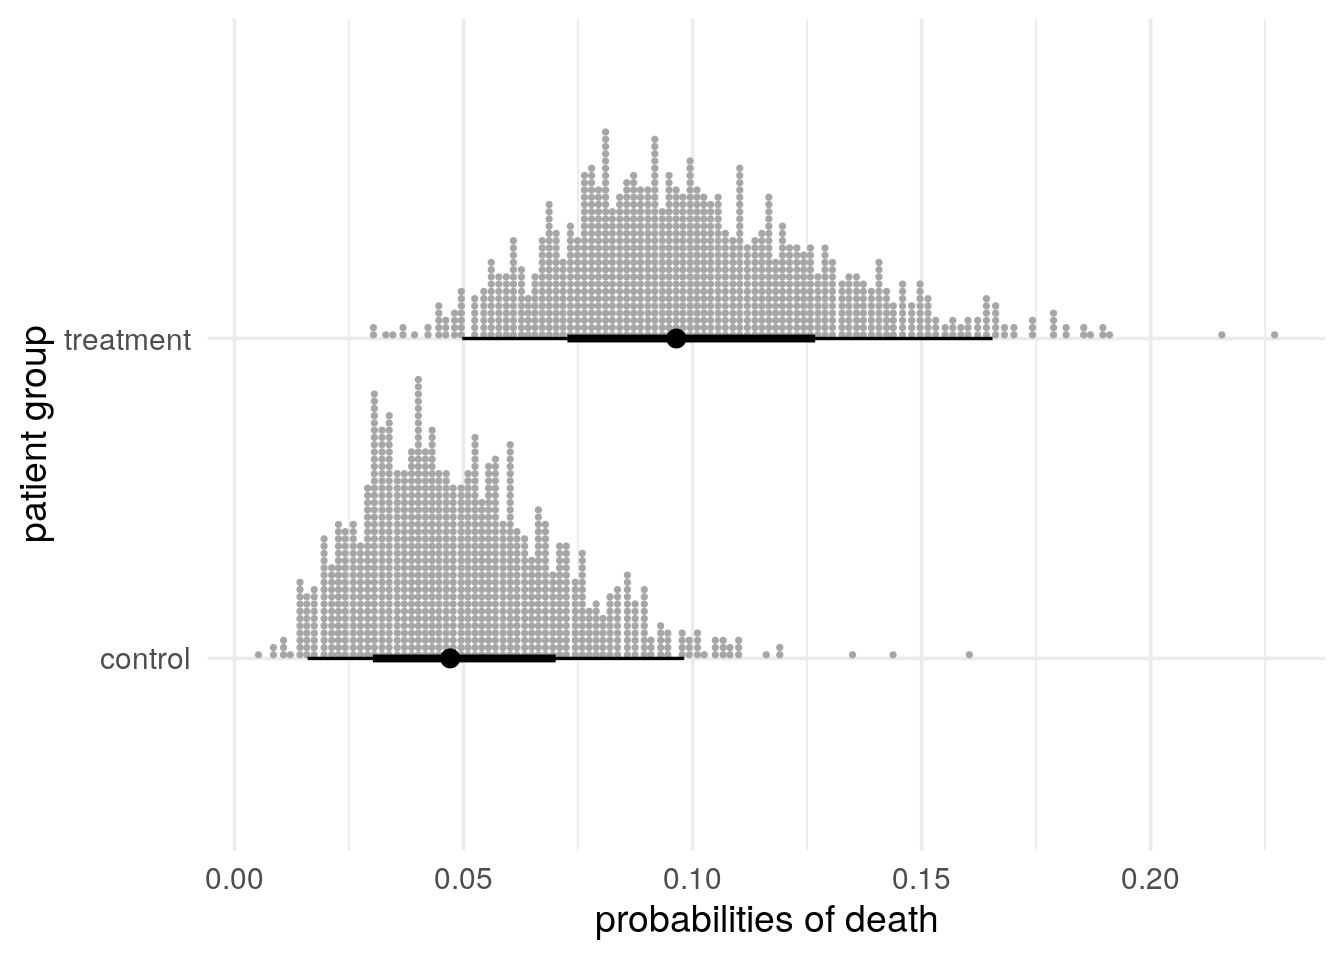 patient group
treatment
control
0.00 0.05 0.10 0.15 0.20
probabilities of death